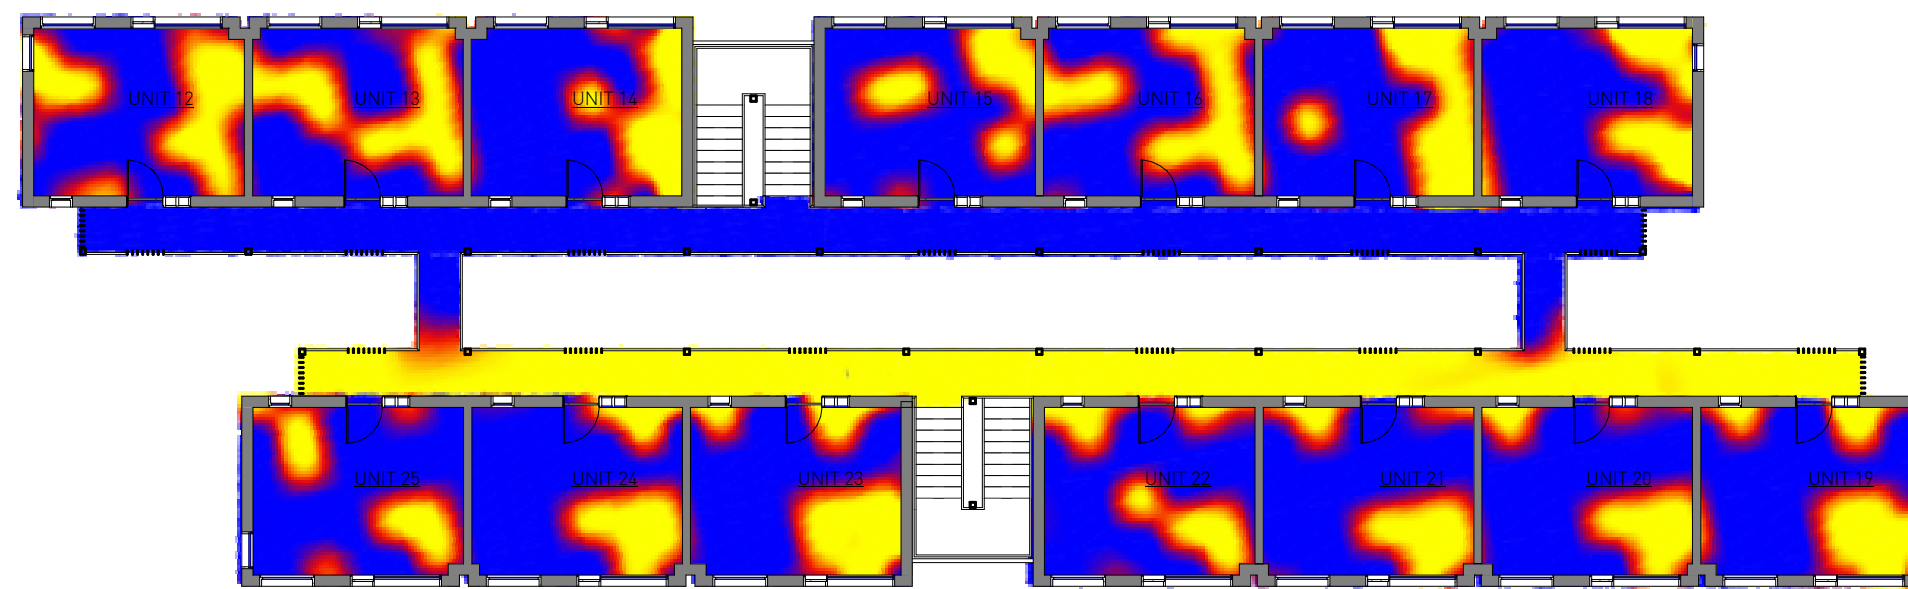 UNIT 12
UNIT 13
UNIT 14
UNIT 15
UNIT 16
UNIT 17
UNIT 18
UNIT 25
UNIT 24
UNIT 23
UNIT 22
UNIT 21
UNIT 20
UNIT 19